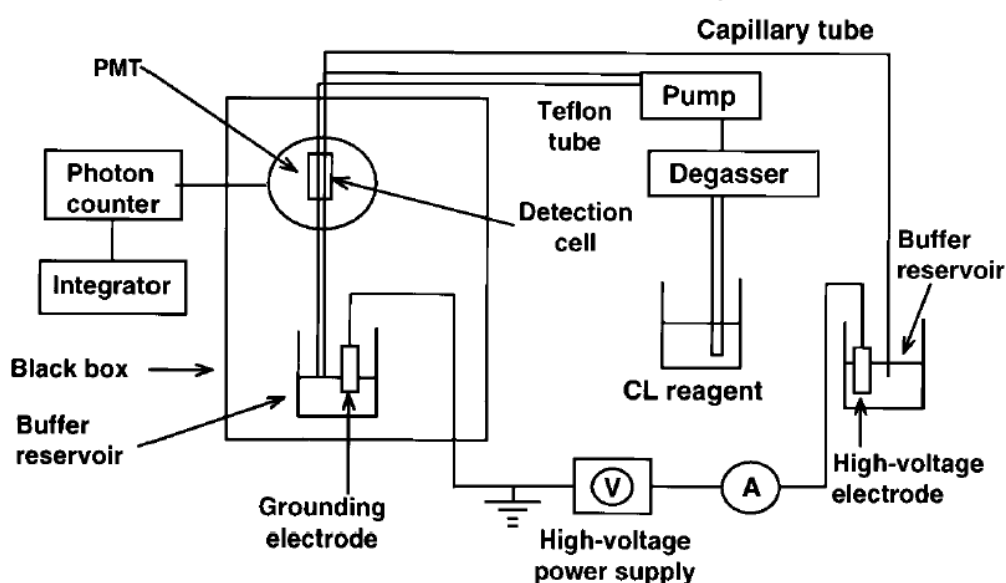 Capillary tube
PMT
Pump
Teflon
tube
Photon
counter
Degasser
Detection
cell
Buffer
reservoir
Integrator
Black box
CL reagent
Buffer
reservoir
High-voltage
electrode
V
A
Grounding
electrode
High-voltage
power supply